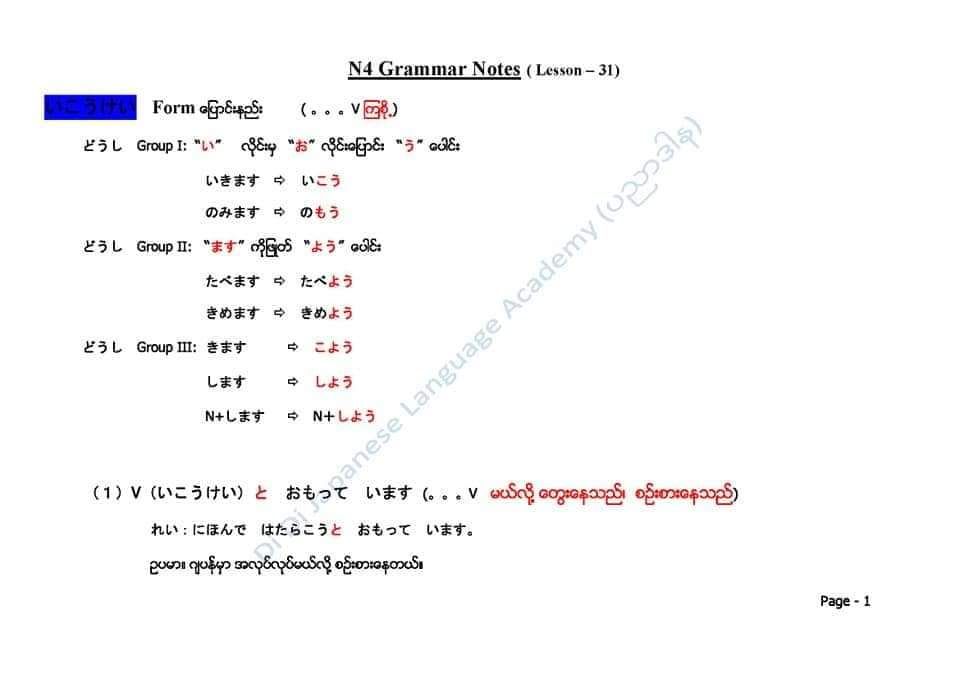 N4 Grammar Notes ( Lesson – 31)
いこうけい Form ပြောင်းနည်း (。。。V ကြစို့)
どうし Group I: “い” လိုင်းမှ “お” လိုင်းပြောင်း “う” ပေါင်း
いきます ⇨ いこう
のみます ⇨ のもう
どうし Group II: “ます” ကိုဖြုတ် “よう” ပေါင်း
たべます ⇨ たべよう
きめます ⇨ きめよう
どうし Group III: きます ⇨ こよう
します ⇨ しよう
N+します ⇨ N+しよう
(1) V (いこうけい) と おもって います (。。。V မယ်လို့ တွေးနေသည်၊ စဉ်းစားနေသည်)
れい : にほんで はたらこうと おもって います。
ဥပမာ။ ဂျပန်မှာ အလုပ်လုပ်မယ်လို့ စဉ်းစားနေတယ်။
Page - 1
Di Di Japanese Language Academy (ပညာဒါန)